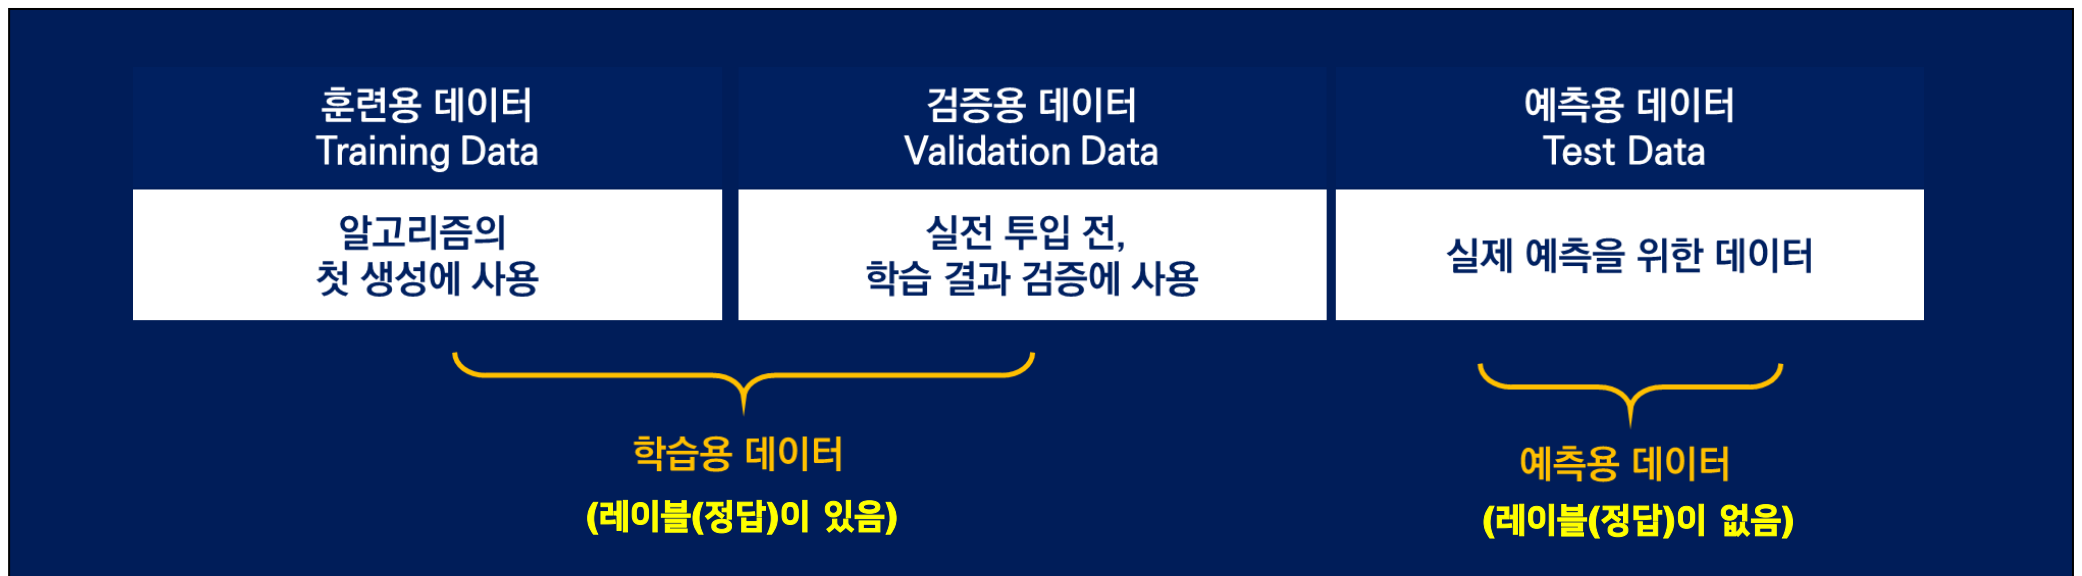 훈련용 데이터
Training Data
검증용 데이터
Validation Data
예측용 데이터
Test Data
알고리즘의
첫 생성에 사용
실전 투입 전,
학습 결과 검증에 사용
실제 예측을 위한 데이터
학습용 데이터
(레이블(정답)이 있음)
예측용 데이터
(레이블(정답)이 없음)